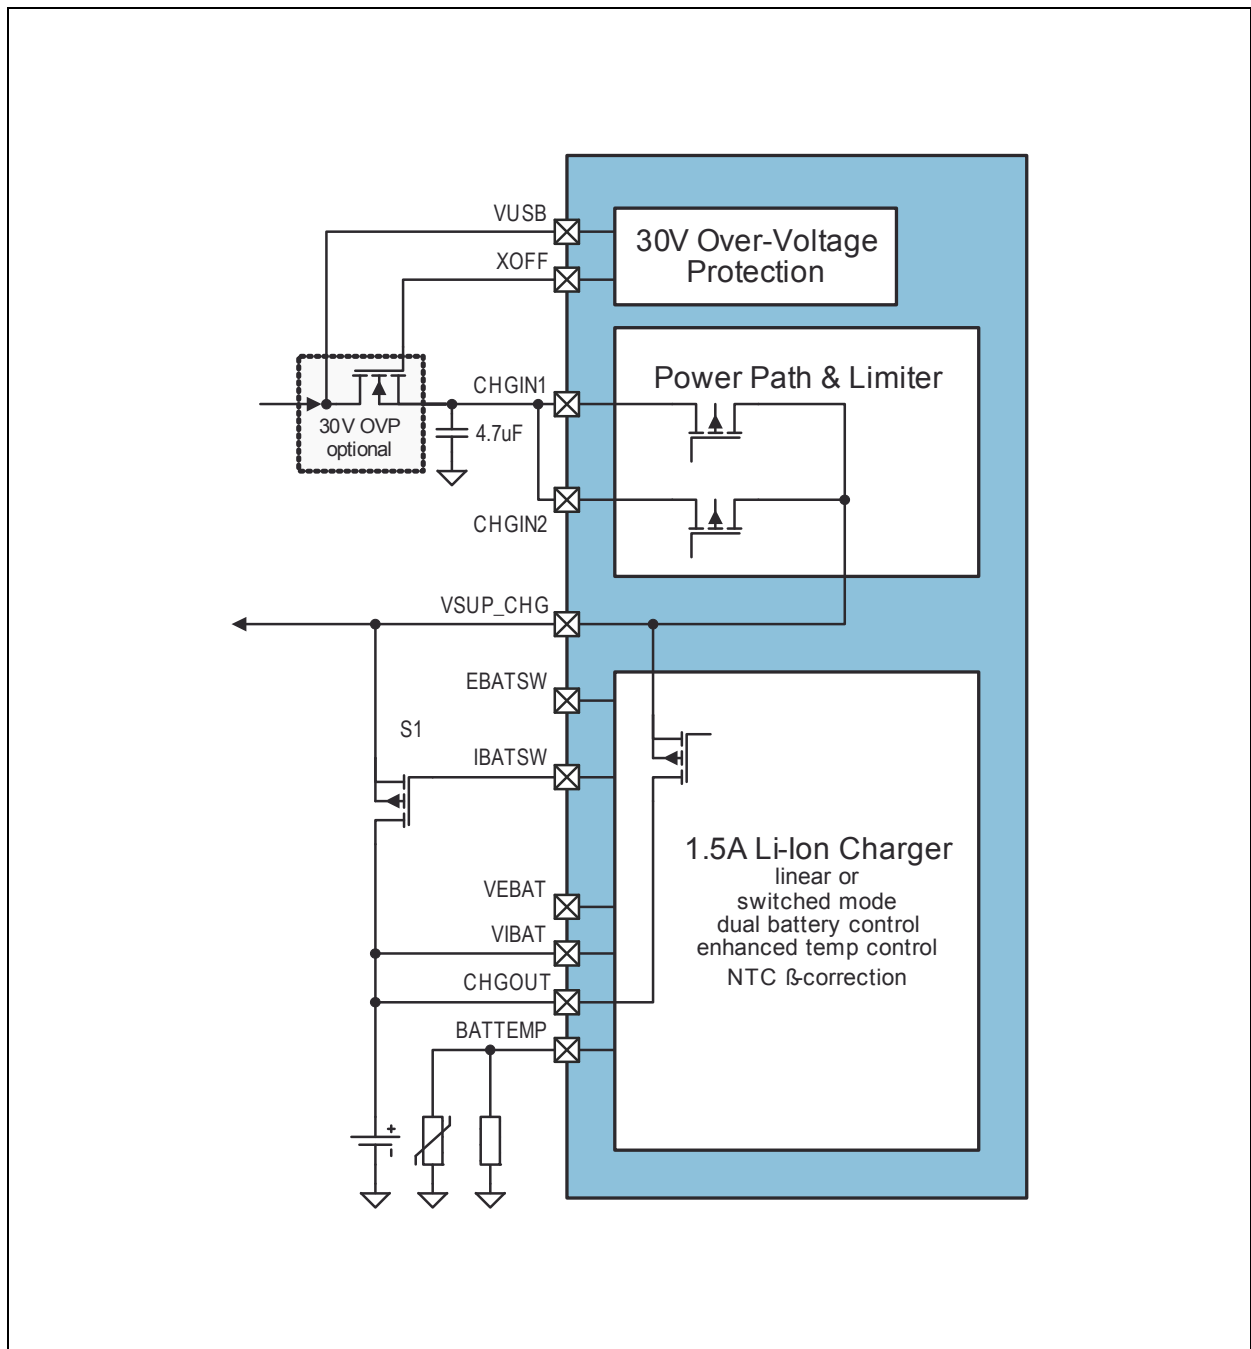 VUSB
30V Over-Voltage
Protection
XOFF
CHGIN1
Power Path & Limiter
30V OVP
optional
4.7uF
CHGIN2
VSUP_CHG
EBATSW
S1
IBATSW
1.5A Li-Ion Charger
linear or
switched mode
dual battery control
enhanced temp control
NTC ß-correction
VEBAT
VIBAT
CHGOUT
BATTEMP
+
-